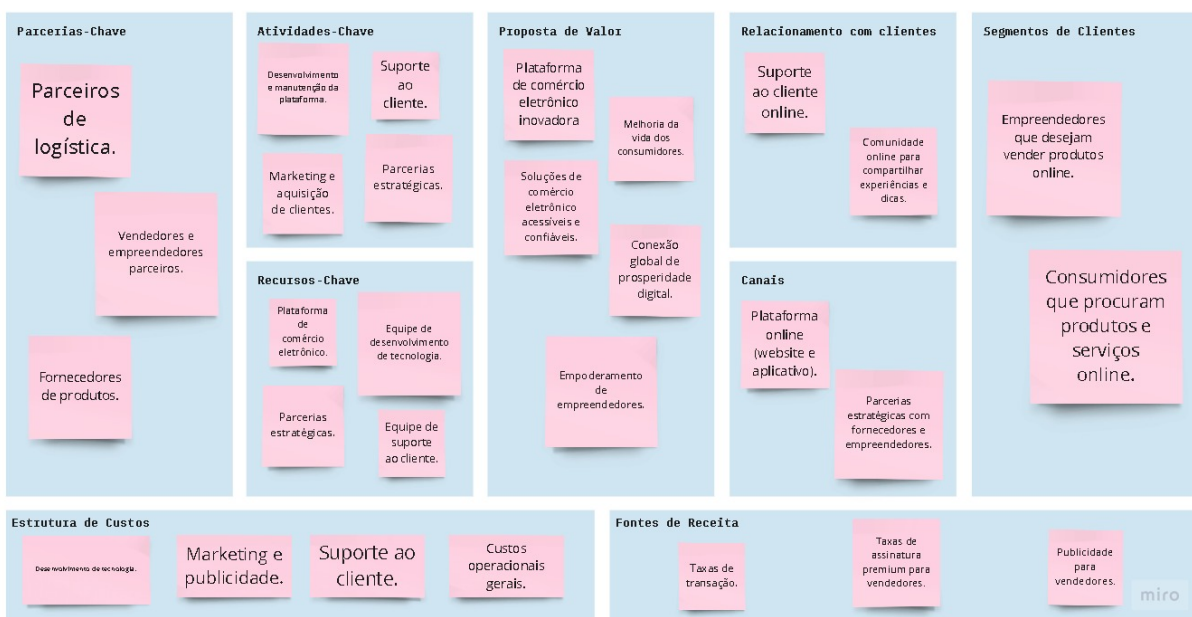 Parcerias-Chave
Parceiros
de
logística.
Vendedores e
empreendedores
parceiros.
Fornecedores
de produtos.
Atividades-Chave
Desenvolvimento
e manutenção da
plataforma.
Suporte
ao
cliente.
Marketing e
aquisição
de clientes.
Parcerias
estratégicas.
Recursos-Chave
Plataforma
de
comércio
eletrônico.
Equipe de
desenvolvimento
de tecnologia.
Parcerias
estratégicas.
Equipe de
suporte
ao cliente.
Proposta de Valor
Plataforma
de comércio
eletrônico
inovadora
Melhoria da
vida dos
consumidores.
Soluções de
comércio
eletrônico
acessíveis e
confiáveis.
Conexão
global de
prosperidade
digital.
Empoderamento
de
empreendedores.
Relacionamento com clientes
Suporte
ao cliente
online.
Comunidade
online para
compartilhar
experiências e
dicas.
Canais
Plataforma
online
(website e
aplicativo).
Parcerias
estratégicas com
fornecedores e
empreendedores.
Segmentos de Clientes
Empreendedores
que desejam
vender produtos
online.
Consumidores
que procuram
produtos e
serviços
online.
Estrutura de Custos
Desenvolvimento de tecnologia.
Marketing e
publicidade.
Suporte ao
cliente.
Custos
operacionais
gerais.
Fontes de Receita
Taxas de
transação.
Taxas de
assinatura
premium para
vendedores.
Publicidade
para
vendedores.
miro